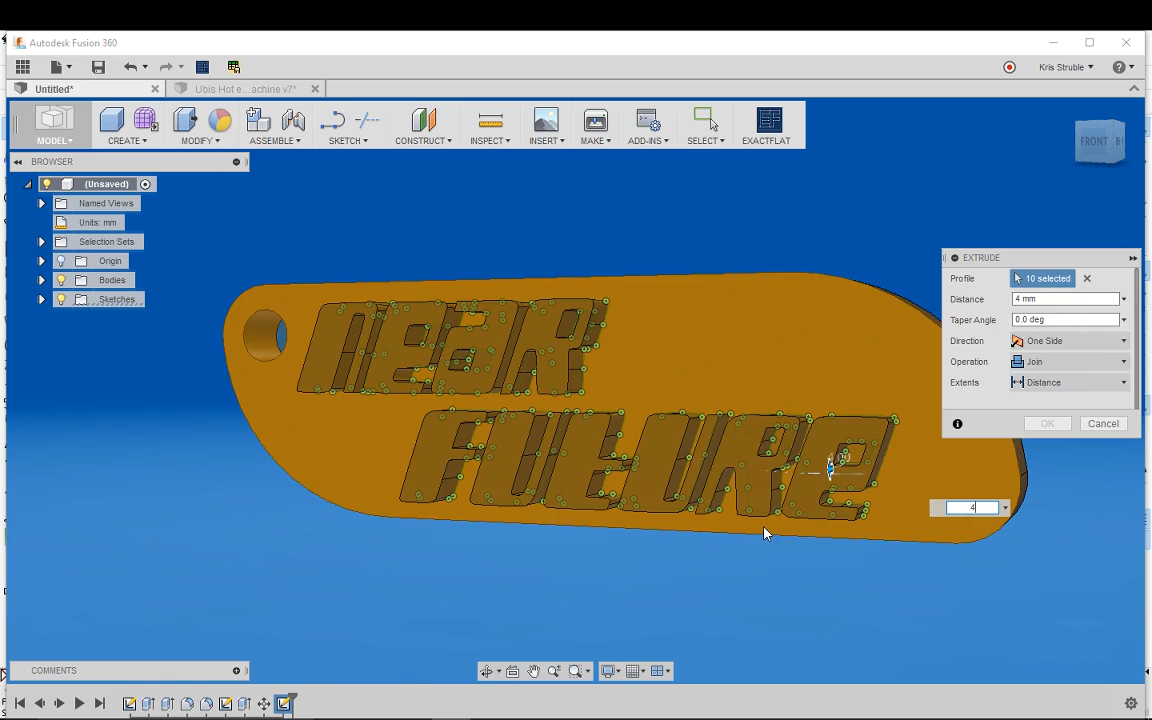 Autodesk Fusion 360
Kris Struble
Untitled*
Ubis Hot e...achine v7*
MODEL
CREATE
MODIFY
ASSEMBLE
SKETCH
CONSTRUCT
INSPECT
INSERT
MAKE
ADD-INS
SELECT
EXACTFLAT
BROWSER
FRONT
(Unsaved)
Named Views
Units: mm
Selection Sets
Origin
Bodies
Sketches
EXTRUDE
Profile 10 selected
Distance 4 mm
Taper Angle 0.0 deg
Direction One Side
Operation Join
Extents Distance
OK Cancel
near
FUtURe
4.00
4
COMMENTS